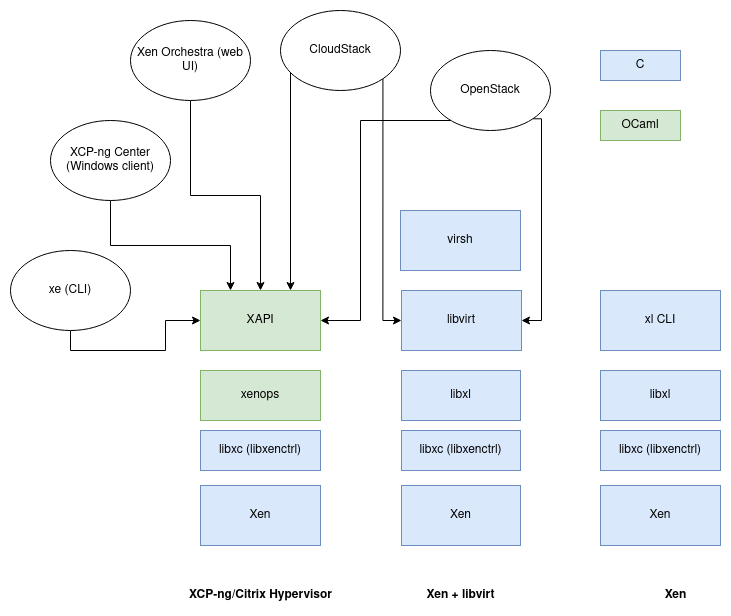 Xen Orchestra (web
UI)
CloudStack
OpenStack
C
OCaml
XCP-ng Center
(Windows client)
virsh
xe (CLI)
XAPI
libvirt
xl CLI
xenops
libxl
libxl
libxc (libxenctrl)
libxc (libxenctrl)
libxc (libxenctrl)
Xen
Xen
Xen
XCP-ng/Citrix Hypervisor
Xen + libvirt
Xen